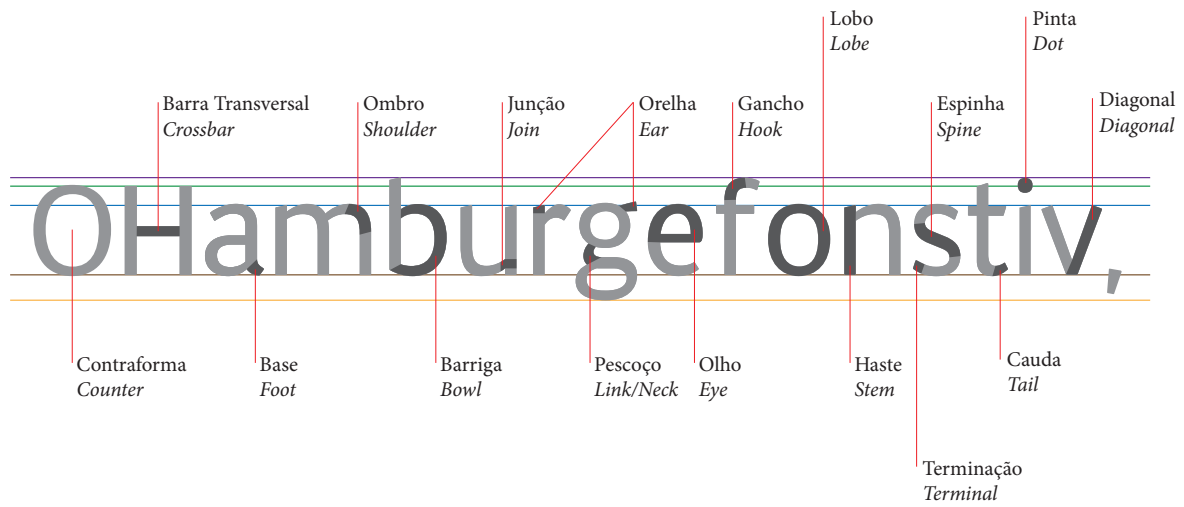 Lobo
Lobe
Pinta
Dot
Barra Transversal
Crossbar
Ombro
Shoulder
Junção
Join
Orelha
Ear
Gancho
Hook
Espinha
Spine
Diagonal
Diagonal
OHamburgefonstiv,
Contraforma
Counter
Base
Foot
Barriga
Bowl
Pescoço
Link/Neck
Olho
Eye
Haste
Stem
Cauda
Tail
Terminação
Terminal